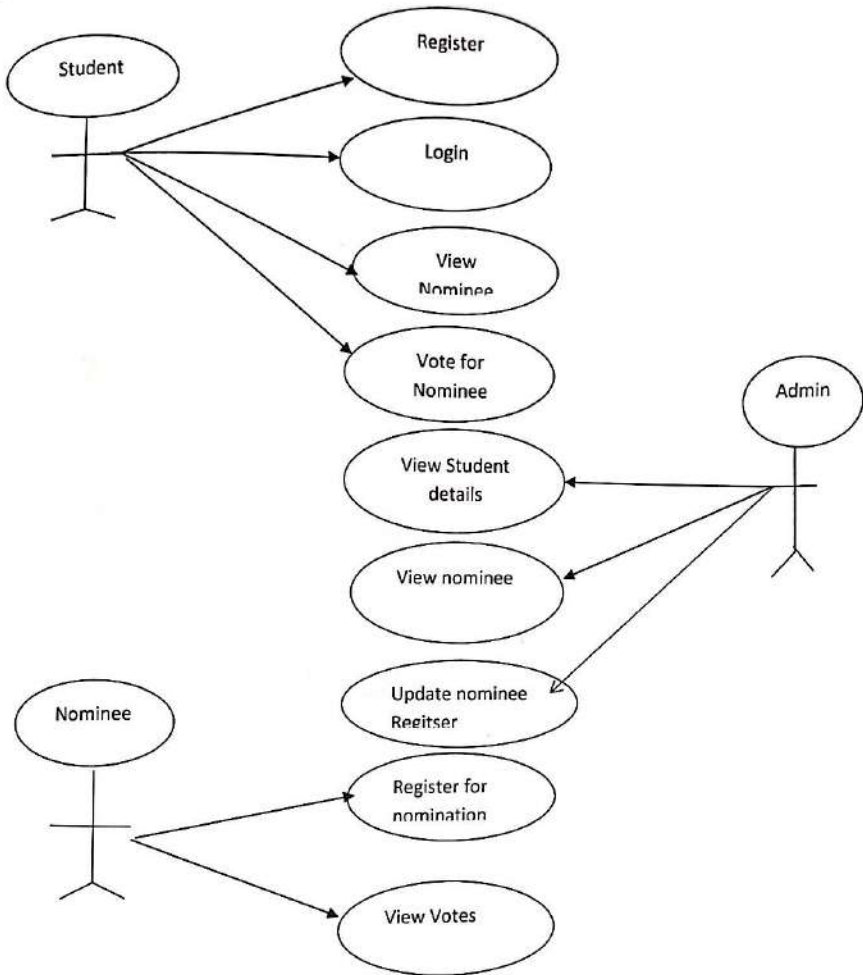 Student
Register
Login
View
Nominee
Vote for
Nominee
Admin
View Student
details
View nominee
Update nominee
Regitser
Nominee
Register for
nomination
View Votes